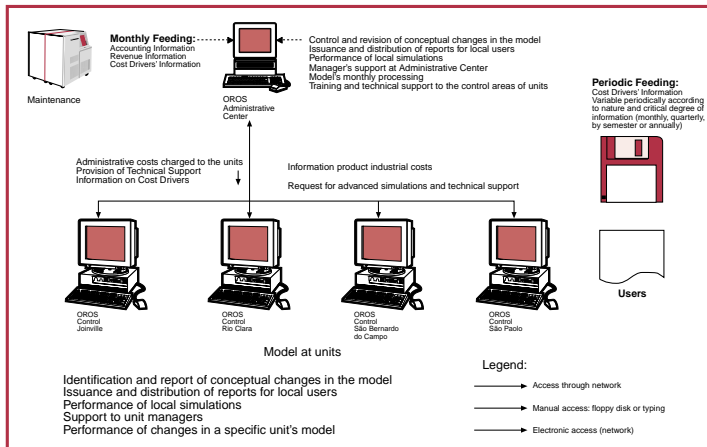 Monthly Feeding:
Accounting Information
Revenue Information
Cost Drivers' Information
Maintenance
OROS
Administrative
Center
Control and revision of conceptual changes in the model
Issuance and distribution of reports for local users
Performance of local simulations
Manager's support at Administrative Center
Model's monthly processing
Training and technical support to the control areas of units
Periodic Feeding:
Cost Drivers' Information
Variable periodically according
to nature and critical degree of
information (monthly, quarterly,
by semester or annually)
Administrative costs charged to the units
Provision of Technical Support
Information on Cost Drivers
Information product industrial costs
Request for advanced simulations and technical support
OROS
Control
Joinville
OROS
Control
Rio Clara
OROS
Control
São Bernardo
do Campo
OROS
Control
São Paolo
Users
Model at units
Identification and report of conceptual changes in the model
Issuance and distribution of reports for local users
Performance of local simulations
Support to unit managers
Performance of changes in a specific unit's model
Legend:
Access through network
Manual access: floppy disk or typing
Electronic access (network)